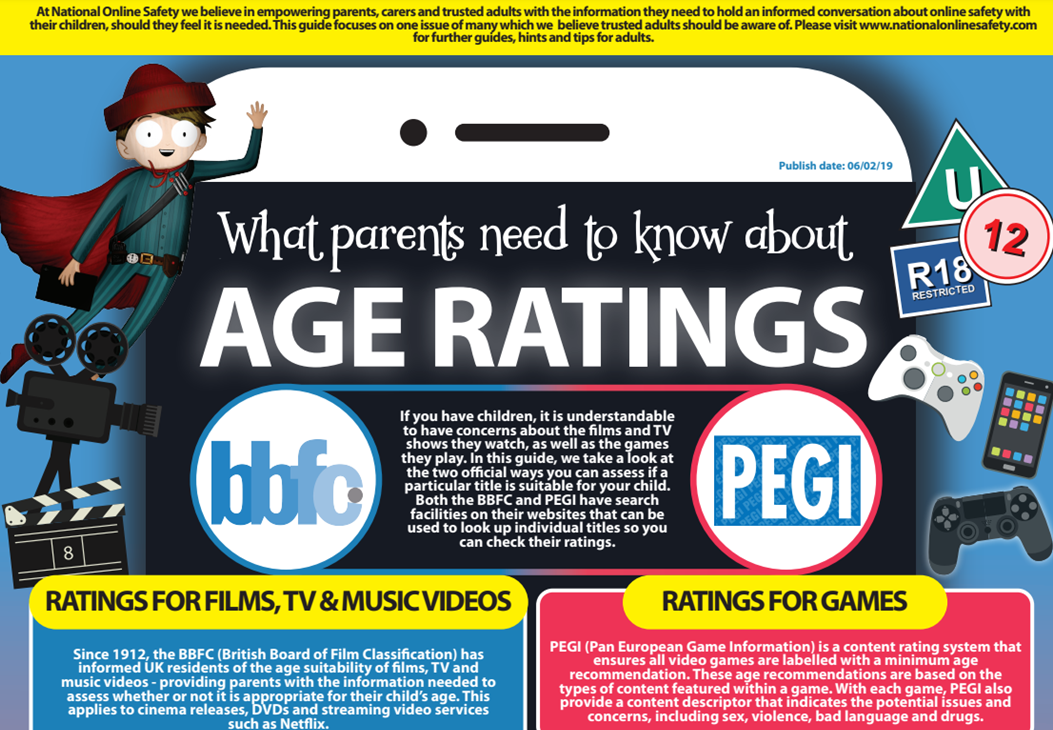 At National Online Safety we believe in empowering parents, carers and trusted adults with the information they need to hold an informed conversation about online safety with
their children, should they feel it is needed. This guide focuses on one issue of many which we believe trusted adults should be aware of. Please visit www.nationalonlinesafety.com
for further guides, hints and tips for adults.
Publish date: 06/02/19
U
12
R18
RESTRICTED
What parents need to know about
AGE RATINGS
bbfc
If you have children, it is understandable
to have concerns about the films and TV
shows they watch, as well as the games
they play. In this guide, we take a look at
the two official ways you can assess if a
particular title is suitable for your child.
Both the BBFC and PEGI have search
facilities on their websites that can be
used to look up individual titles so you
can check their ratings.
PEGI
8
RATINGS FOR FILMS, TV & MUSIC VIDEOS
Since 1912, the BBFC (British Board of Film Classification) has
informed UK residents of the age suitability of films, TV and
music videos - providing parents with the information needed to
assess whether or not it is appropriate for their child's age. This
applies to cinema releases, DVDs and streaming video services
such as Netflix.
RATINGS FOR GAMES
PEGI (Pan European Game Information) is a content rating system that
ensures all video games are labelled with a minimum age
recommendation. These age recommendations are based on the
types of content featured within a game. With each game, PEGI also
provide a content descriptor that indicates the potential issues and
concerns, including sex, violence, bad language and drugs.